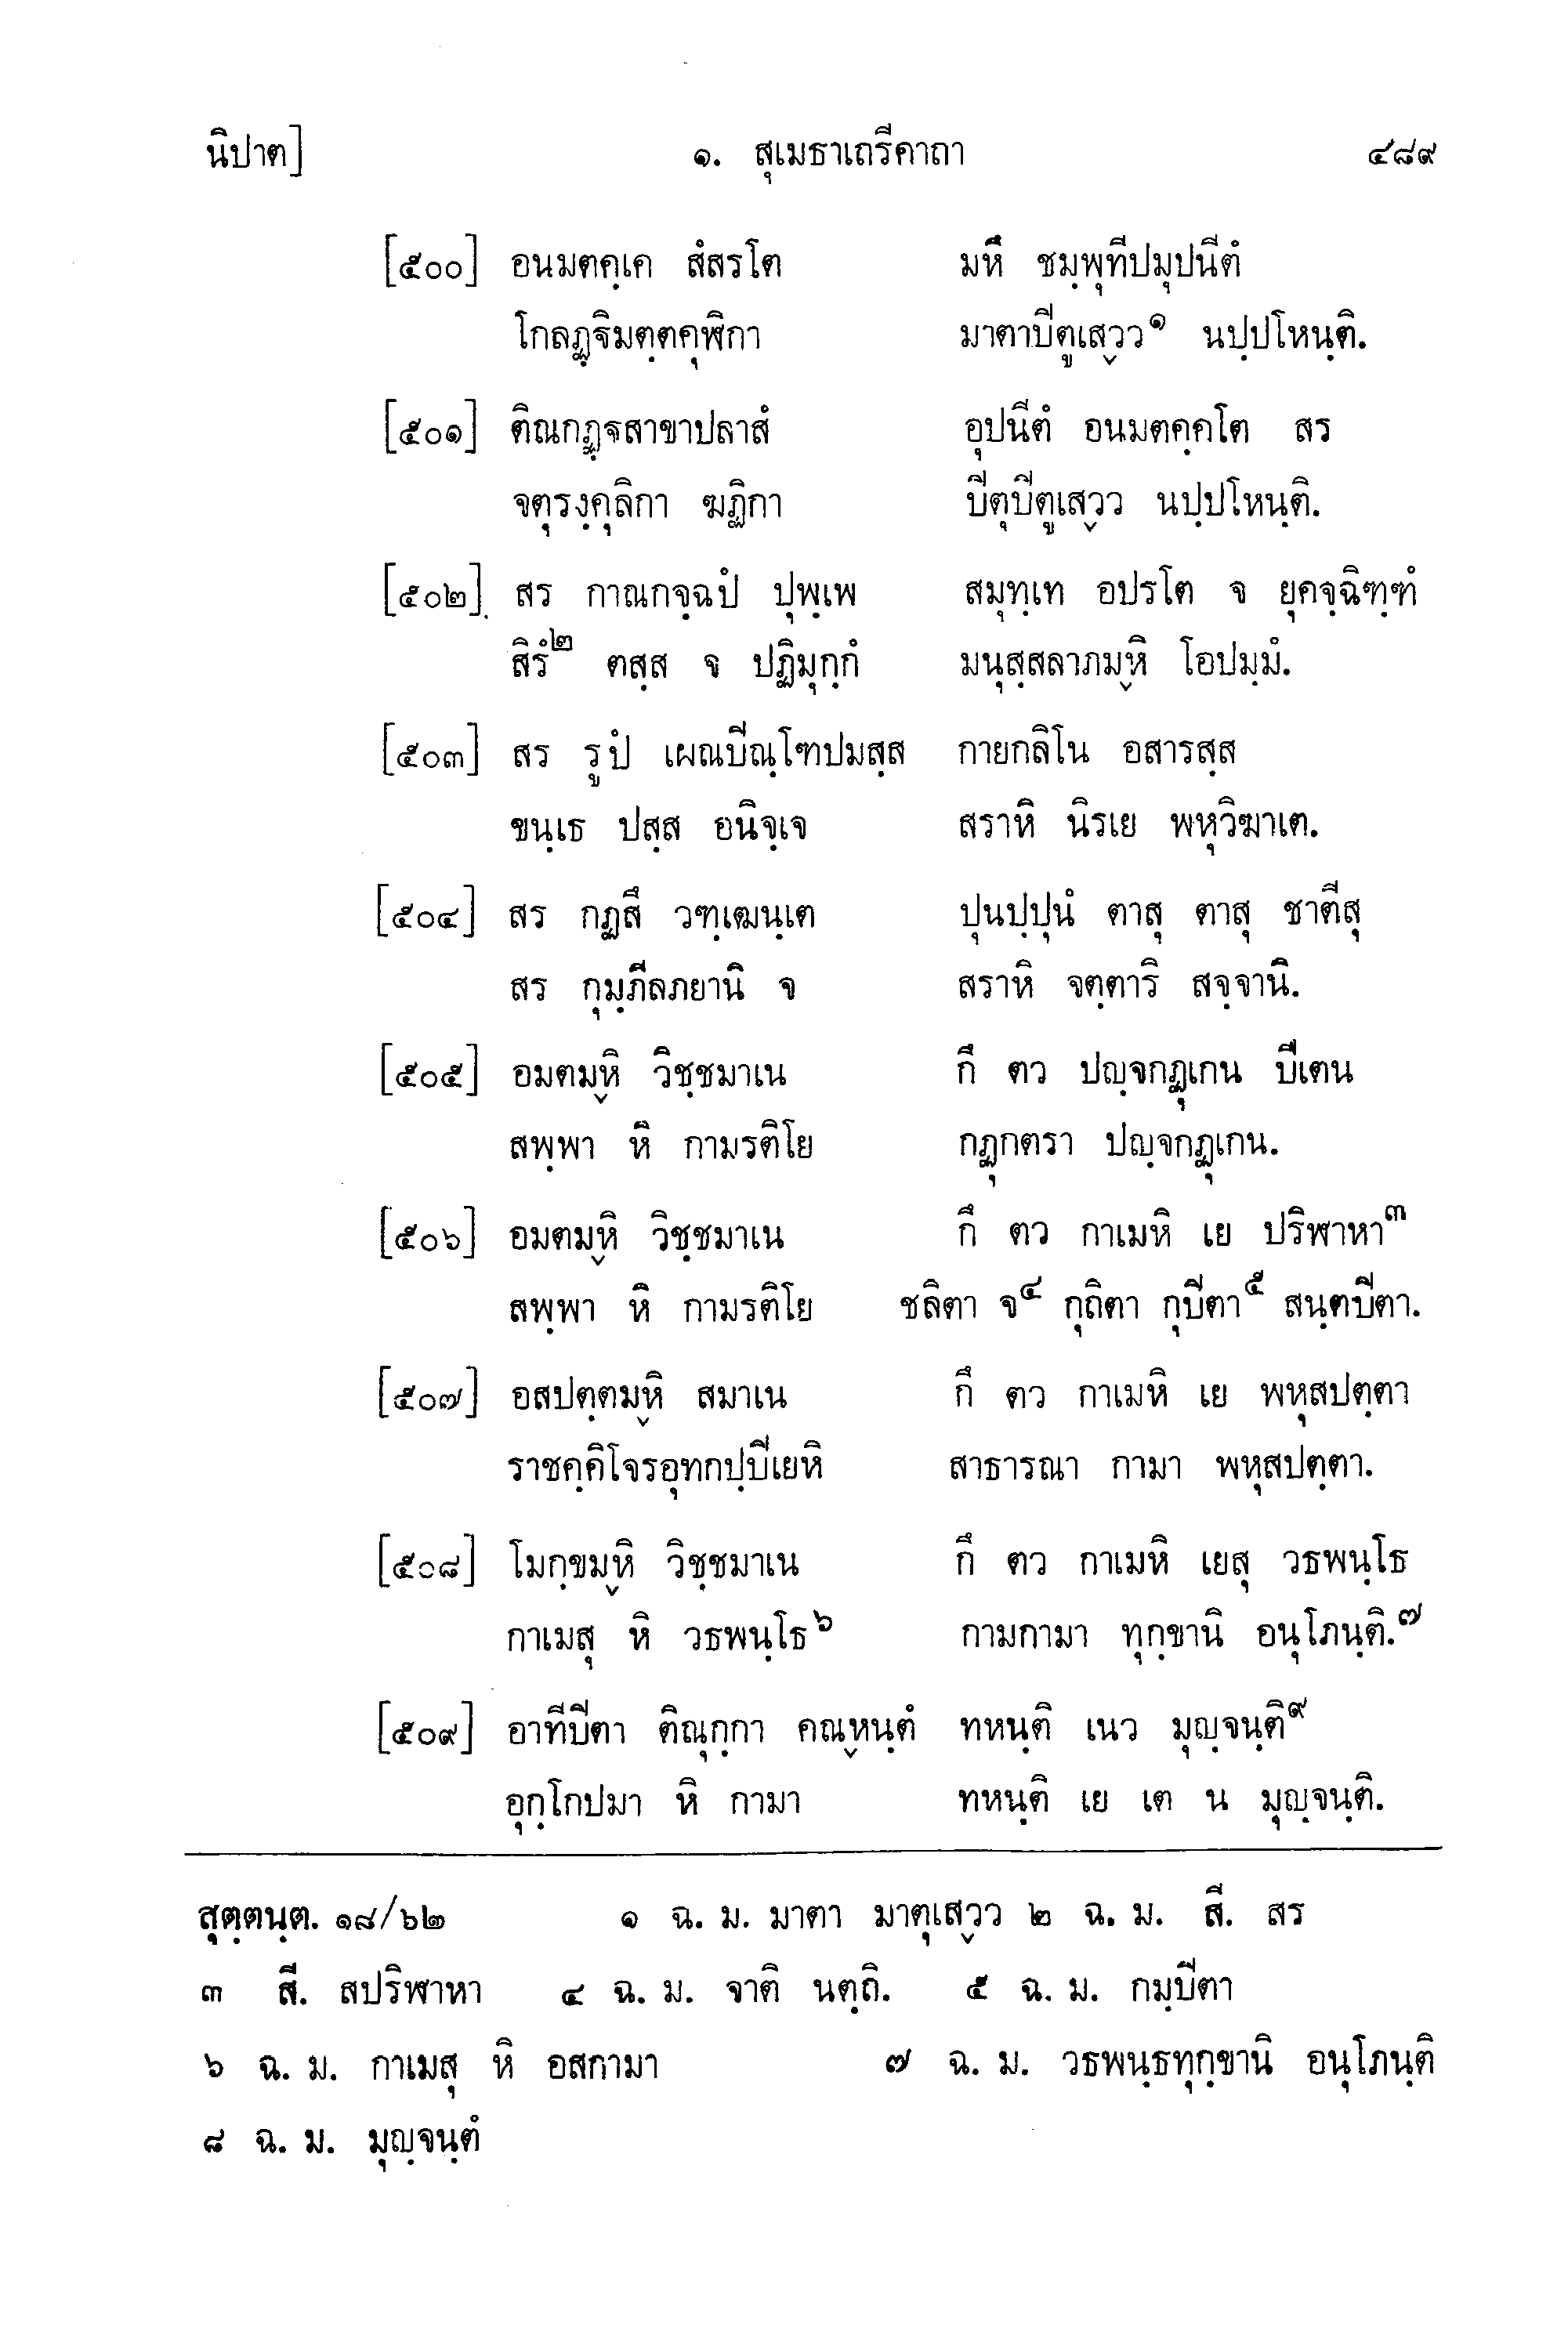 นิปาต] ๑. สุเมธาเถรีคาถา ๔๘๙
[๕๐๐] อนมตคฺเค สํสรโต มหึ ชมฺพุทีปมุปนีตํ
โกลฏฺฐิมตฺตคุฬิกา มาตาปีตูเสฺวว๑ นปฺปโหนฺติ.
[๕๐๑] ติณกฏฺฐสาขาปลาสํ อุปนีตํ อนมตคฺคโต สร
จตุรงฺคุลิกา ฆฏิกา ปีตุปีตูเสฺวว นปฺปโหนฺติ.
[๕๐๒] สร กาณกจฺฉปํ ปุพฺเพ สมุทฺเท อปรโต จ ยุคจฺฉิฑฺฑํ
สิรํ๒ ตสฺส จ ปฏิมุกฺกํ มนุสฺสลาภมฺหิ โอปมฺมํ.
[๕๐๓] สร รูปํ เผณปีณฺโฑปมสฺส กายกลิโน อสารสฺส
ขนฺเธ ปสฺส อนิจฺเจ สราหิ นิรเย พหุวิฆาเต.
[๕๐๔] สร กฏสึ วฑฺเฒนฺเต ปุนปฺปุนํ ตาสุ ตาสุ ชาตีสุ
สร กุมฺภีลภยานิ จ สราหิ จตฺตาริ สจฺจานิ.
[๕๐๕] อมตมฺหิ วิชฺชมาเน กึ ตว ปญฺจกฏุเกน ปีเตน
สพฺพา หิ กามรติโย กฏุกตรา ปญฺจกฏุเกน.
[๕๐๖] อมตมฺหิ วิชฺชมาเน กึ ตว กาเมหิ เย ปริฬาหา๓
สพฺพา หิ กามรติโย ชลิตา จ๔ กุถิตา กุปีตา๕ สนฺตปีตา.
[๕๐๗] อสปตฺตมฺหิ สมาเน กึ ตว กาเมหิ เย พหุสปตฺตา
ราชคฺคิโจรอุทกปฺปีเยหิ สาธารณา กามา พหุสปตฺตา.
[๕๐๘] โมกฺขมฺหิ วิชฺชมาเน กึ ตว กาเมหิ เยสุ วธพนฺโธ
กาเมสุ หิ วธพนฺโธ๖ กามกามา ทุกฺขานิ อนุโภนฺติ.๗
[๕๐๙] อาทีปีตา ติณุกฺกา คณฺหนฺตํ ทหนฺติ เนว มุญฺจนฺติ๙
อุกฺโกปมา หิ กามา ทหนฺติ เย เต น มุญฺจนฺติ.
สุตฺตนฺต. ๑๘/๖๒ ๑ ฉ. ม. มาตา มาตุเสฺวว ๒ ฉ. ม. สี. สร
๓ สี. สปริฬาหา ๔ ฉ. ม. จาติ นตฺถิ. ๕ ฉ. ม. กมฺปีตา
๖ ฉ. ม. กาเมสุ หิ อสกามา ๗ ฉ. ม. วธพนฺธทุกฺขานิ อนุโภนฺติ
๘ ฉ. ม. มุญฺจนฺตํ